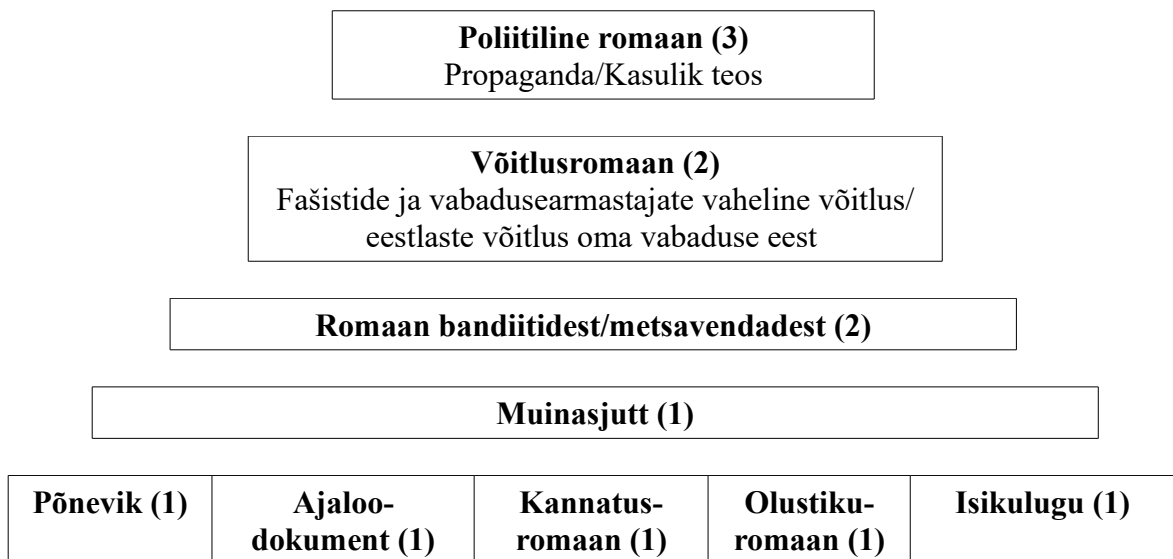 Poliitiline romaan (3)
Propaganda/Kasulik teos
Võitlusromaan (2)
Fašistide ja vabadusearmastajate vaheline võitlus/
eestlaste võitlus oma vabaduse eest
Romaan bandiitidest/metsavendadest (2)
Muinasjutt (1)
Põnevik (1)
Ajaloo-
dokument (1)
Kannatus-
romaan (1)
Olustiku-
romaan (1)
Isikulugu (1)